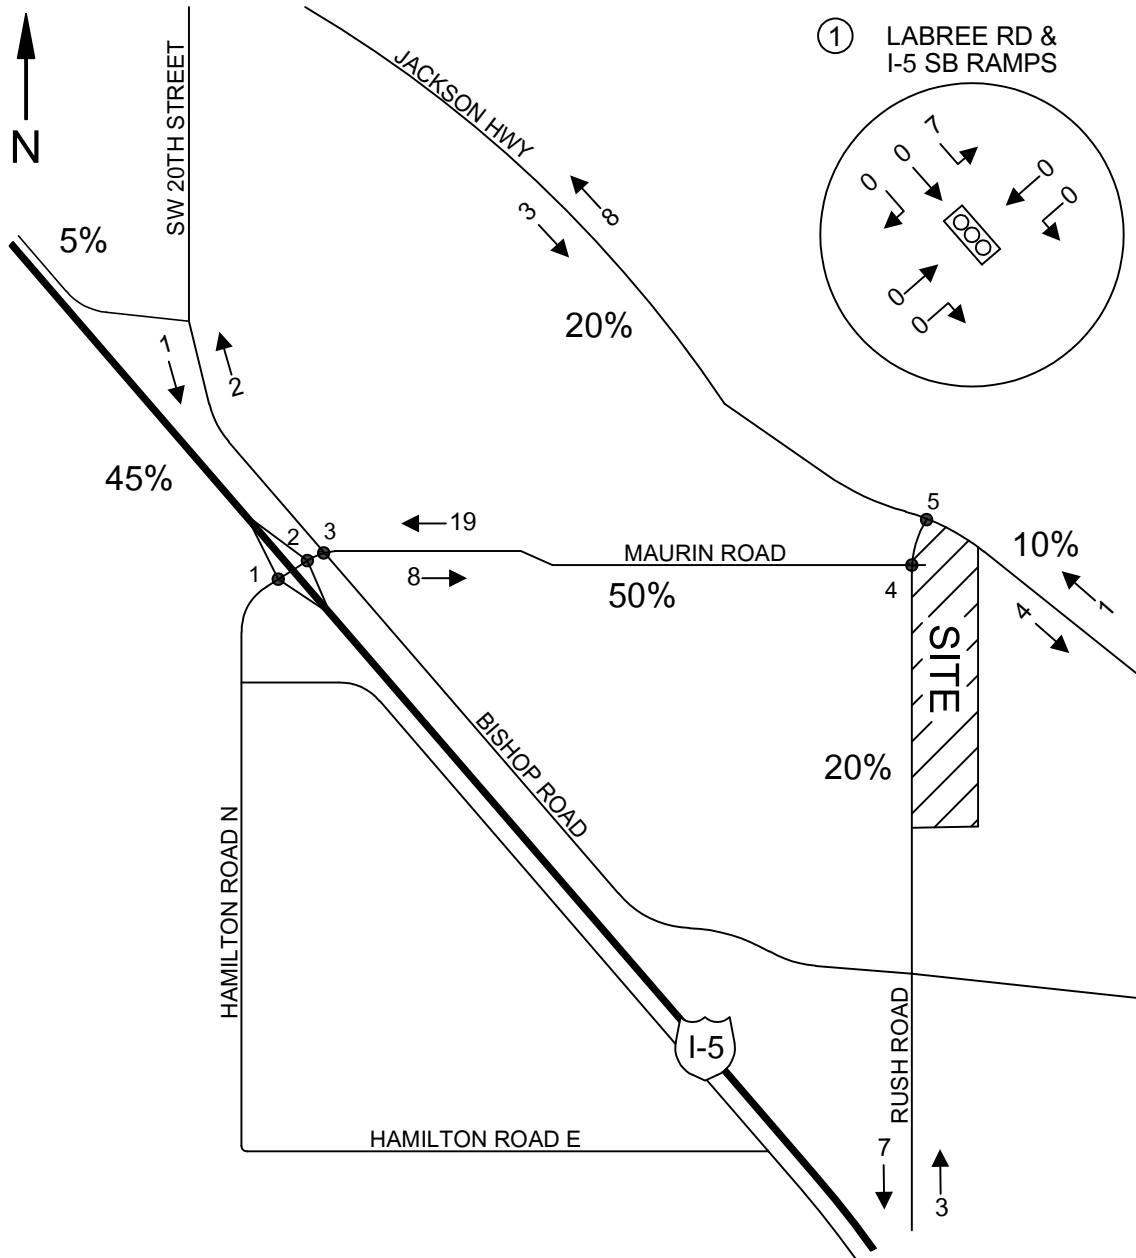 N
SW 20TH STREET
JACKSON HWY
1
LABREE RD &
I-5 SB RAMPS
7
0
0
0
0
0
0
5%
3
8
20%
1
2
45%
19
2
3
1
8
MAURIN ROAD
50%
5
4
10%
1
4
SITE
20%
BISHOP ROAD
HAMILTON ROAD N
I-5
RUSH ROAD
HAMILTON ROAD E
7
3